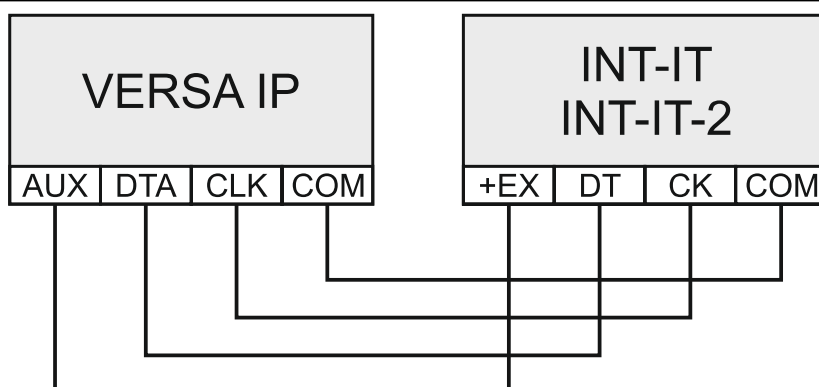 VERSA IP
AUX DTA CLK COM
INT-IT
INT-IT-2
+EX DT CK COM